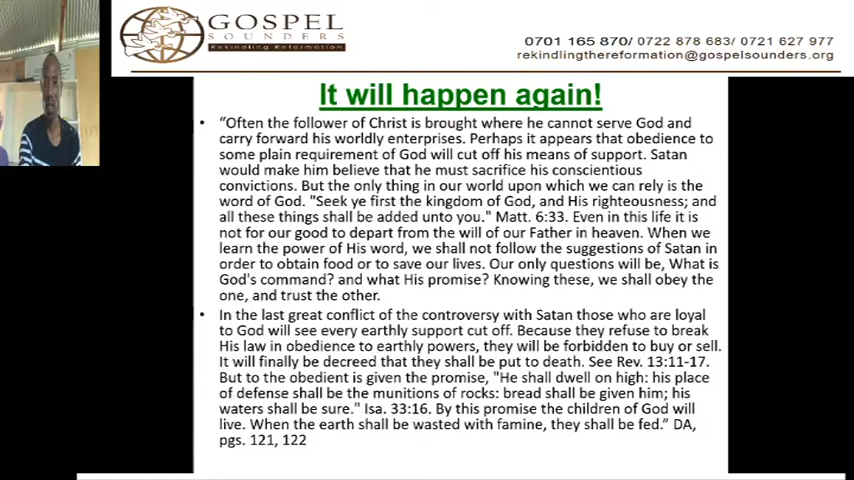 GOSPEL
SOUNDERS
Rekindling Reformation
0701 165 870/ 0722 878 683/ 0721 627 977
rekindlingthereformation@gospelsounders.org
It will happen again!
• “Often the follower of Christ is brought where he cannot serve God and
carry forward his worldly enterprises. Perhaps it appears that obedience to
some plain requirement of God will cut off his means of support. Satan
would make him believe that he must sacrifice his conscientious
convictions. But the only thing in our world upon which we can rely is the
word of God. "Seek ye first the kingdom of God, and His righteousness; and
all these things shall be added unto you." Matt. 6:33. Even in this life it is
not for our good to depart from the will of our Father in heaven. When we
learn the power of His word, we shall not follow the suggestions of Satan in
order to obtain food or to save our lives. Our only questions will be, What is
God's command? and what His promise? Knowing these, we shall obey the
one, and trust the other.
• In the last great conflict of the controversy with Satan those who are loyal
to God will see every earthly support cut off. Because they refuse to break
His law in obedience to earthly powers, they will be forbidden to buy or sell.
It will finally be decreed that they shall be put to death. See Rev. 13:11-17.
But to the obedient is given the promise, "He shall dwell on high: his place
of defense shall be the munitions of rocks: bread shall be given him; his
waters shall be sure." Isa. 33:16. By this promise the children of God will
live. When the earth shall be wasted with famine, they shall be fed.” DA,
pgs. 121, 122